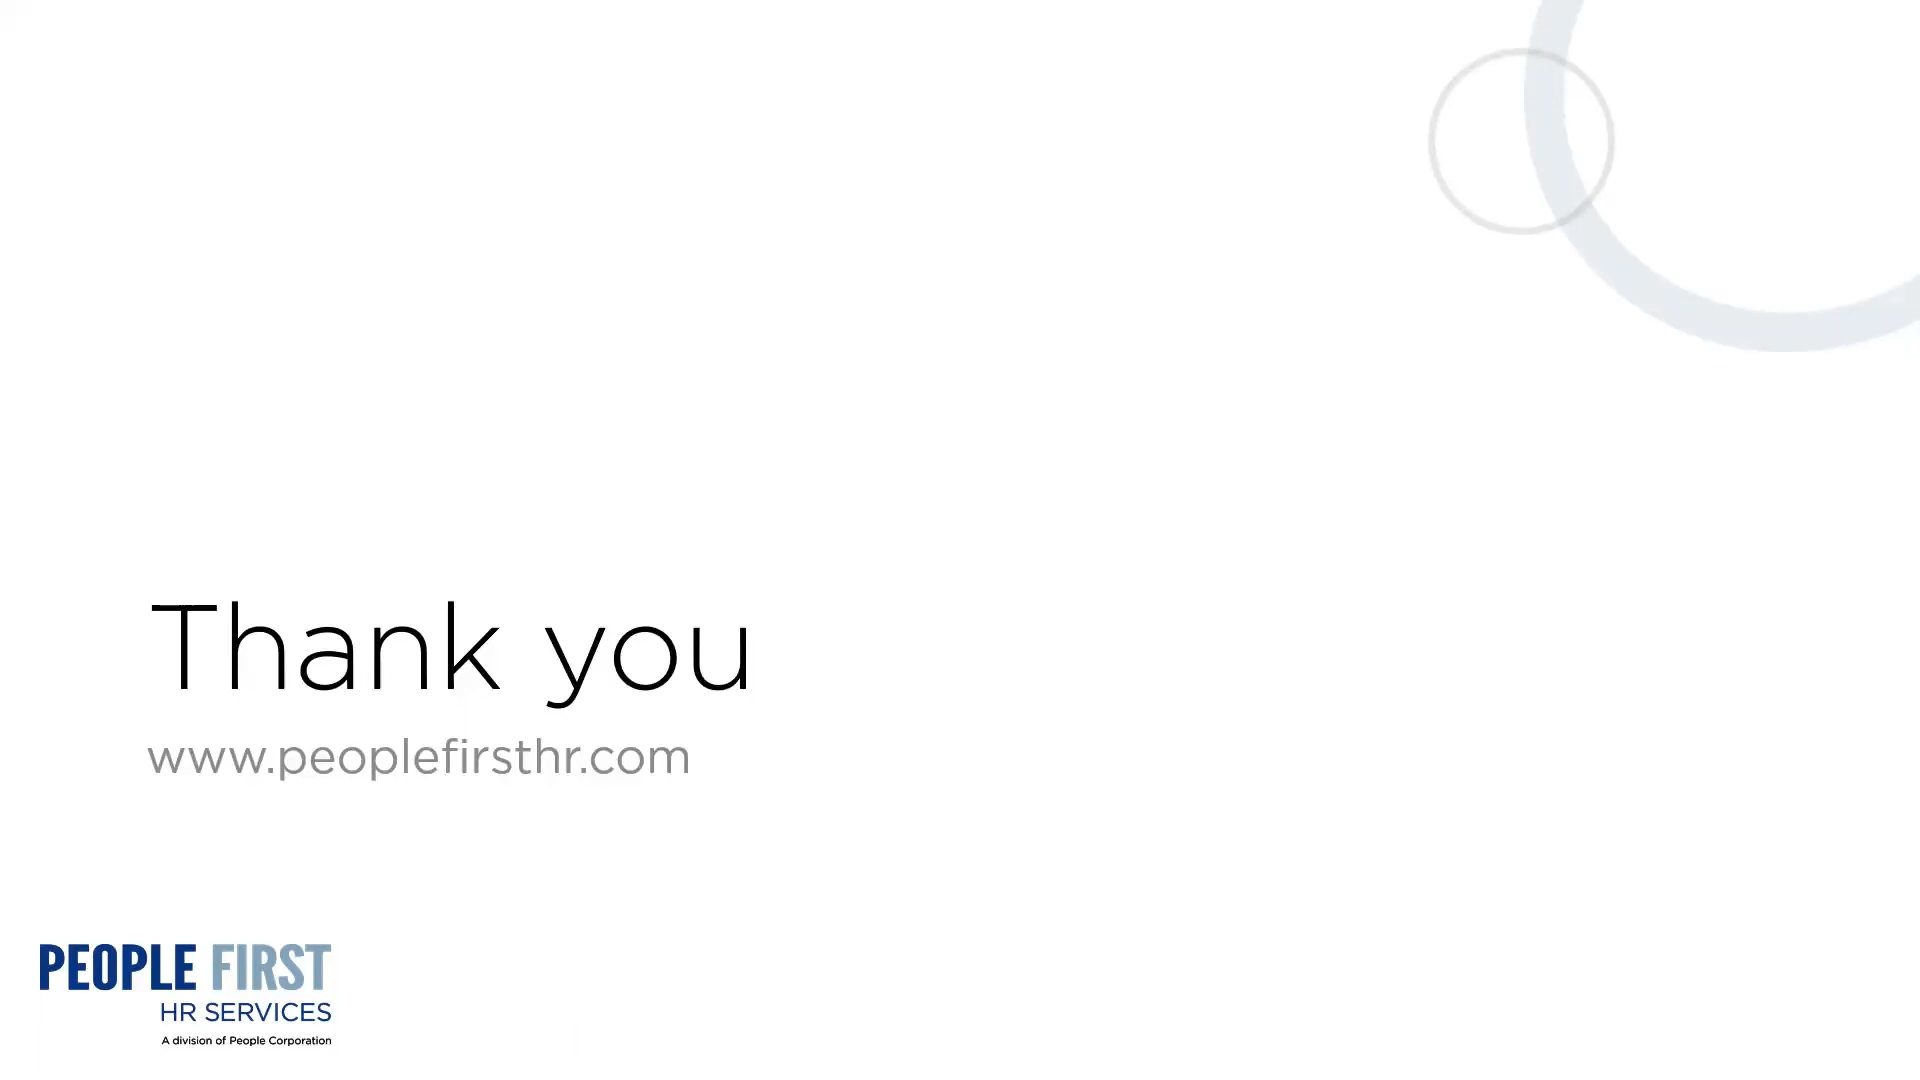 Thank you
www.peoplefirsthr.com
PEOPLE FIRST
HR SERVICES
A division of People Corporation